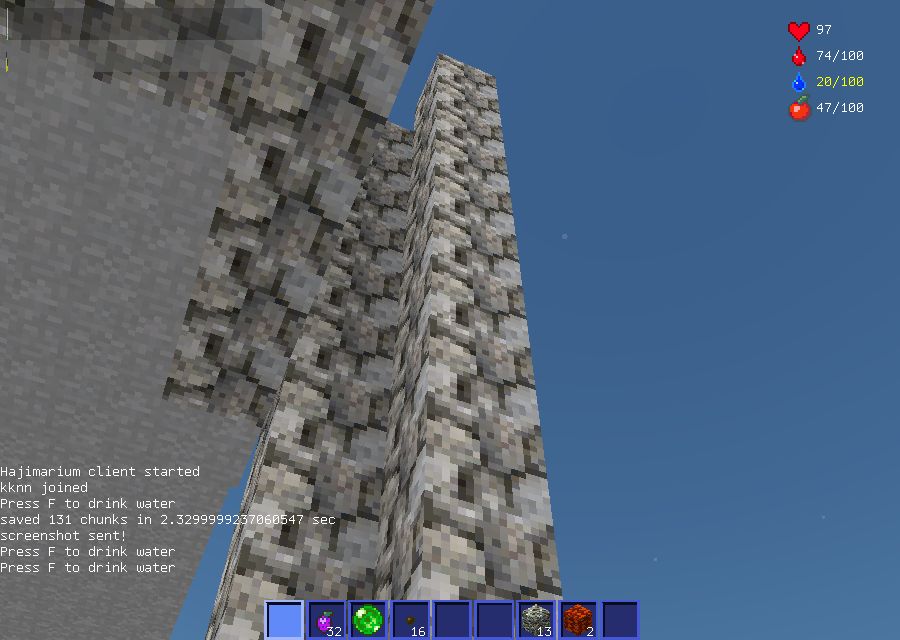 97
74/100
20/100
47/100
Hajimarium client started
kknn joined
Press F to drink water
saved 131 chunks in 2.3299999237060547 sec
screenshot sent!
Press F to drink water
Press F to drink water
32 16 13 2